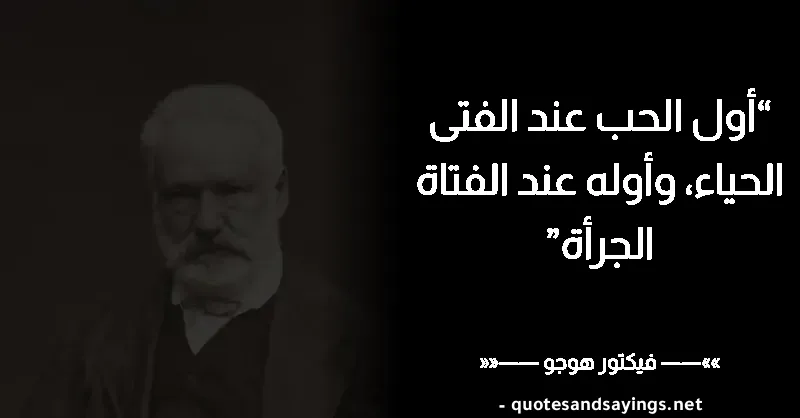 “أول الحب عند الفتى
الحياء، وأوله عند الفتاة
الجرأة”
»»—— فيكتور هوجو ——««
- quotesandsayings.net